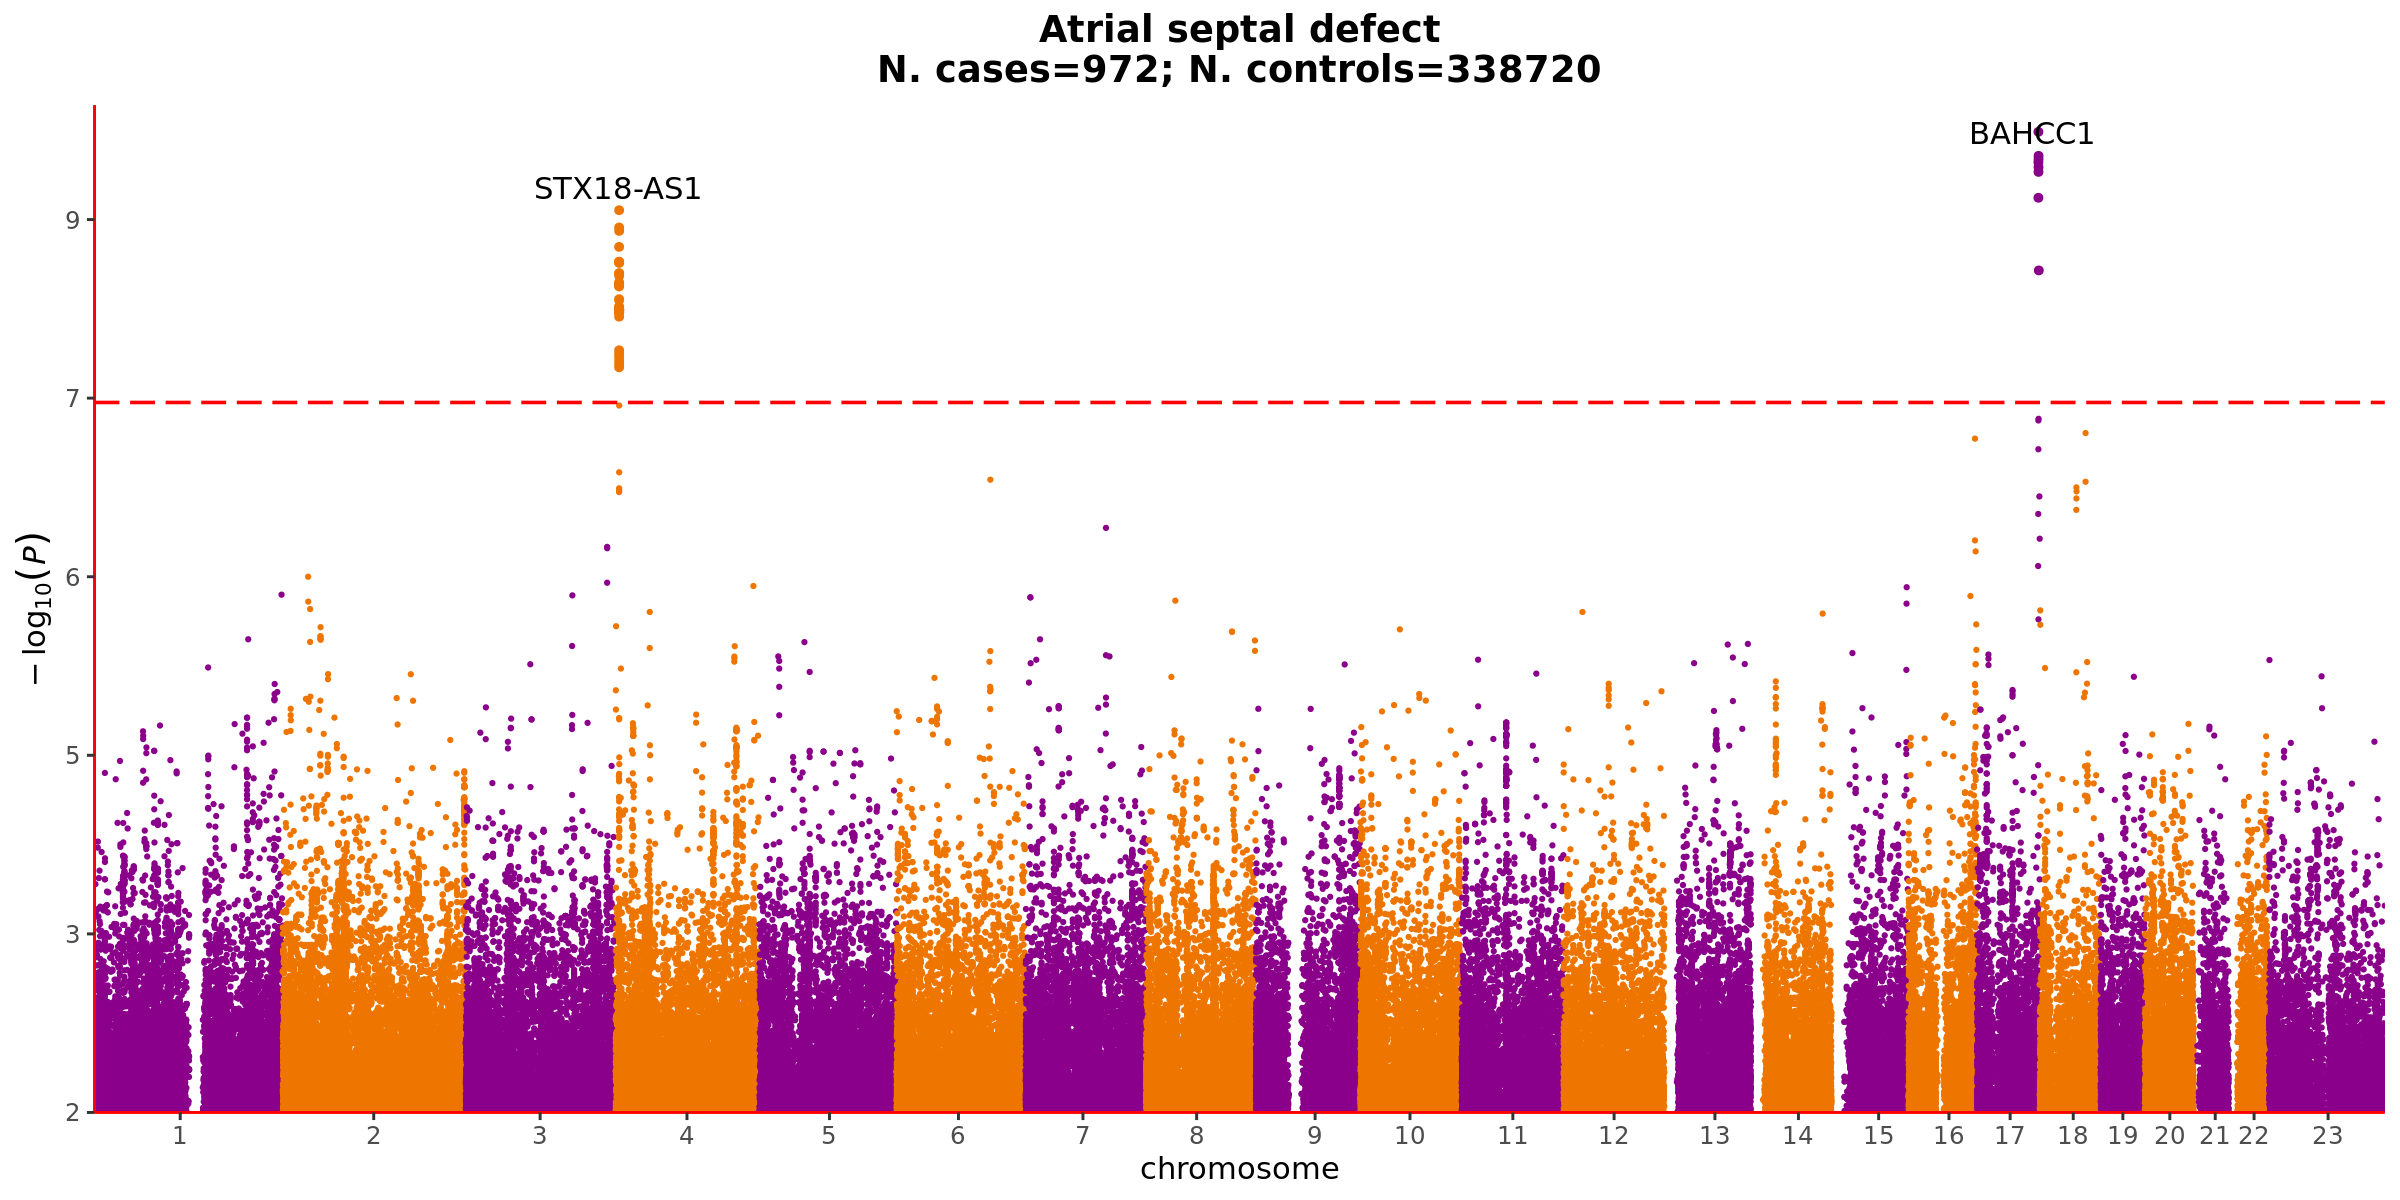 Atrial septal defect
N. cases=972; N. controls=338720
BAHCC1
STX18-AS1
9
7
6
5
3
2
−log10(P)
1 2 3 4 5 6 7 8 9 10 11 12 13 14 15 16 17 18 19 20 21 22 23
chromosome